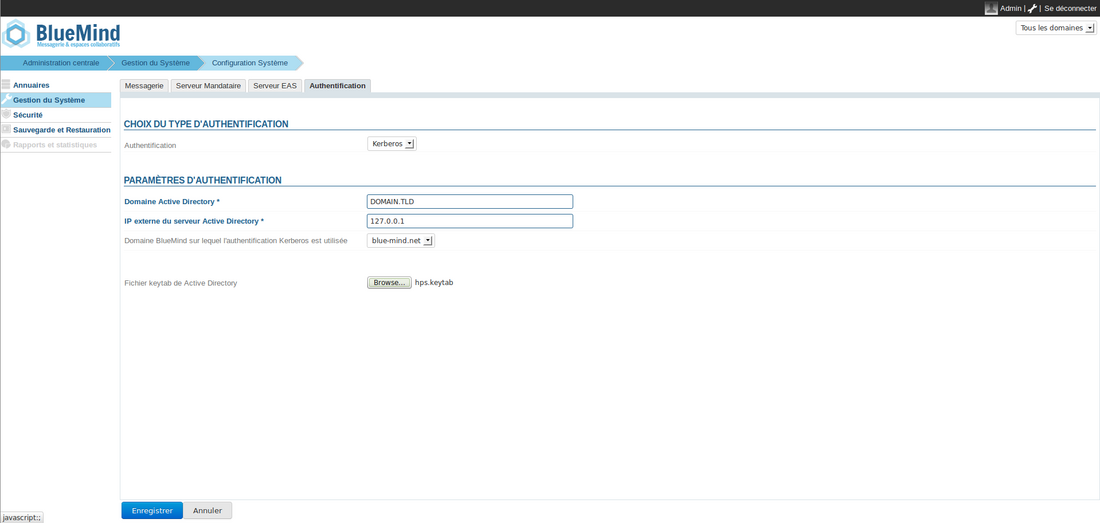 Admin | | Se déconnecter
BlueMind
Messagerie & espaces collaboratifs
Tous les domaines
Administration centrale Gestion du Système Configuration Système
Annuaires
Gestion du Système
Sécurité
Sauvegarde et Restauration
Rapports et statistiques
Messagerie Serveur Mandataire Serveur EAS Authentification
CHOIX DU TYPE D'AUTHENTIFICATION
Authentification Kerberos
PARAMÈTRES D'AUTHENTIFICATION
Domaine Active Directory * DOMAIN.TLD
IP externe du serveur Active Directory * 127.0.0.1
Domaine BlueMind sur lequel l'authentification Kerberos est utilisée blue-mind.net
Fichier keytab de Active Directory Browse... hps.keytab
Enregistrer Annuler
javascript:;